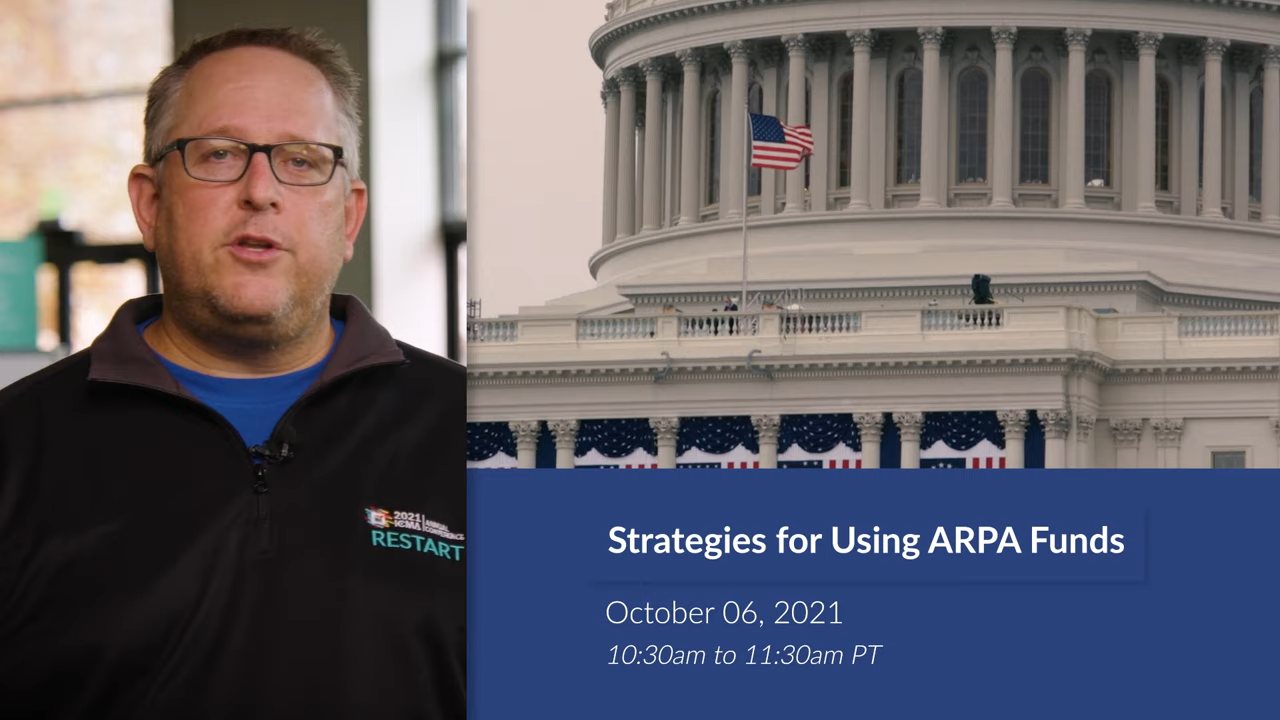 2021
ICMA
ANNUAL
CONFERENCE
RESTART
Strategies for Using ARPA Funds
October 06, 2021
10:30am to 11:30am PT